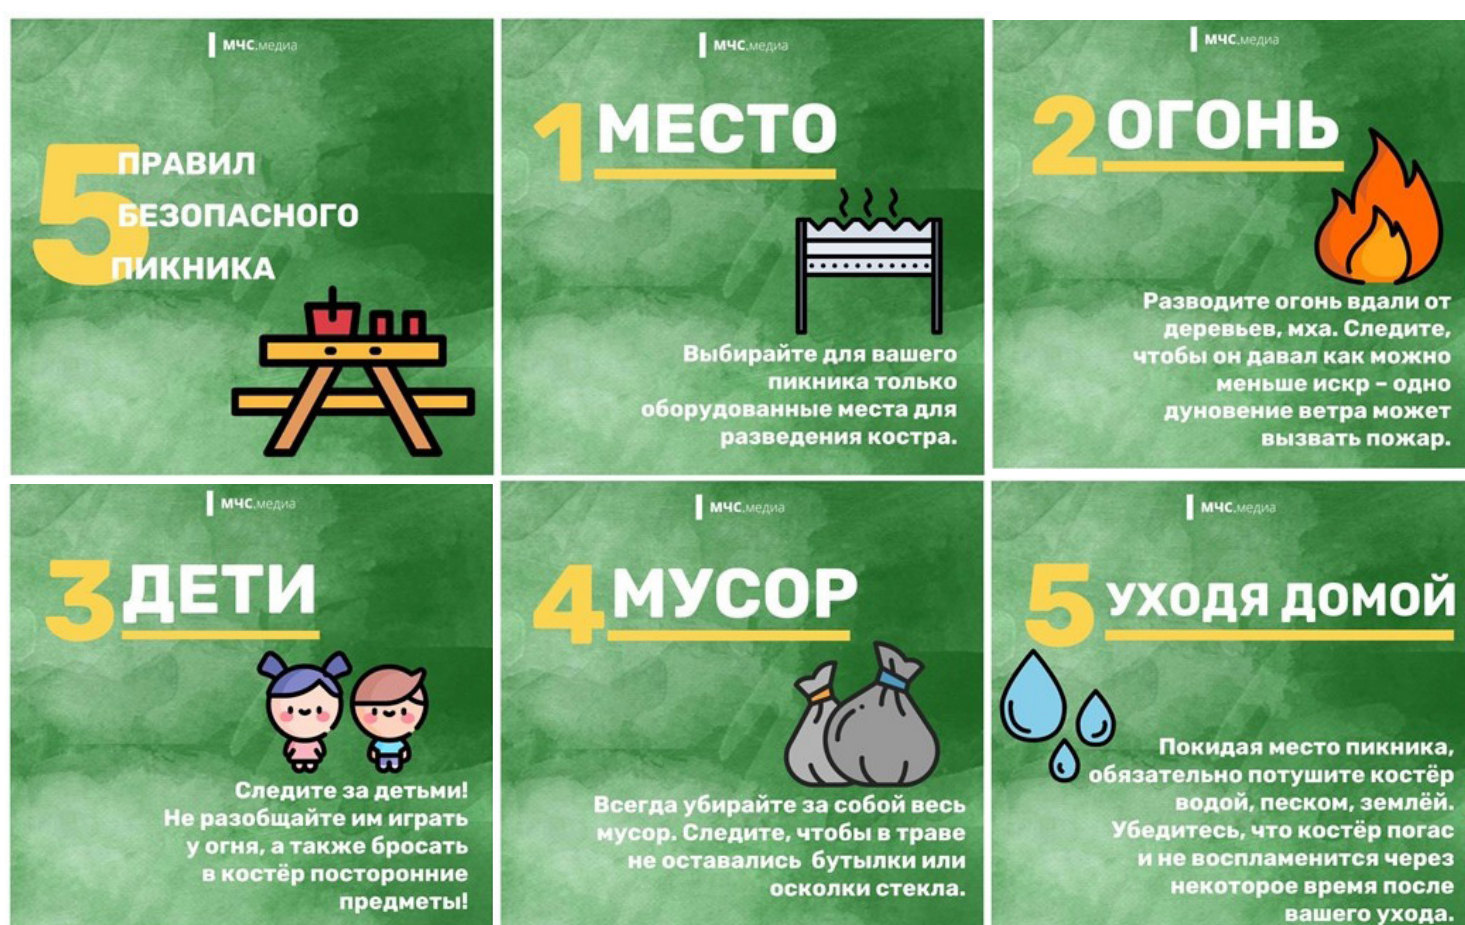 МЧС.медиа
5 ПРАВИЛ
БЕЗОПАСНОГО
ПИКНИКА
МЧС.медиа
1 МЕСТО
Выбирайте для вашего
пикника только
оборудованные места для
разведения костра.
МЧС.медиа
2 ОГОНЬ
Разводите огонь вдали от
деревьев, мха. Следите,
чтобы он давал как можно
меньше искр – одно
дуновение ветра может
вызвать пожар.
МЧС.медиа
3 ДЕТИ
Следите за детьми!
Не разобщайте им играть
у огня, а также бросать
в костёр посторонние
предметы!
МЧС.медиа
4 МУСОР
Всегда убирайте за собой весь
мусор. Следите, чтобы в траве
не оставались бутылки или
осколки стекла.
МЧС.медиа
5 УХОДЯ ДОМОЙ
Покидая место пикника,
обязательно потушите костёр
водой, песком, землёй.
Убедитесь, что костёр погас
и не воспламенится через
некоторое время после
вашего ухода.